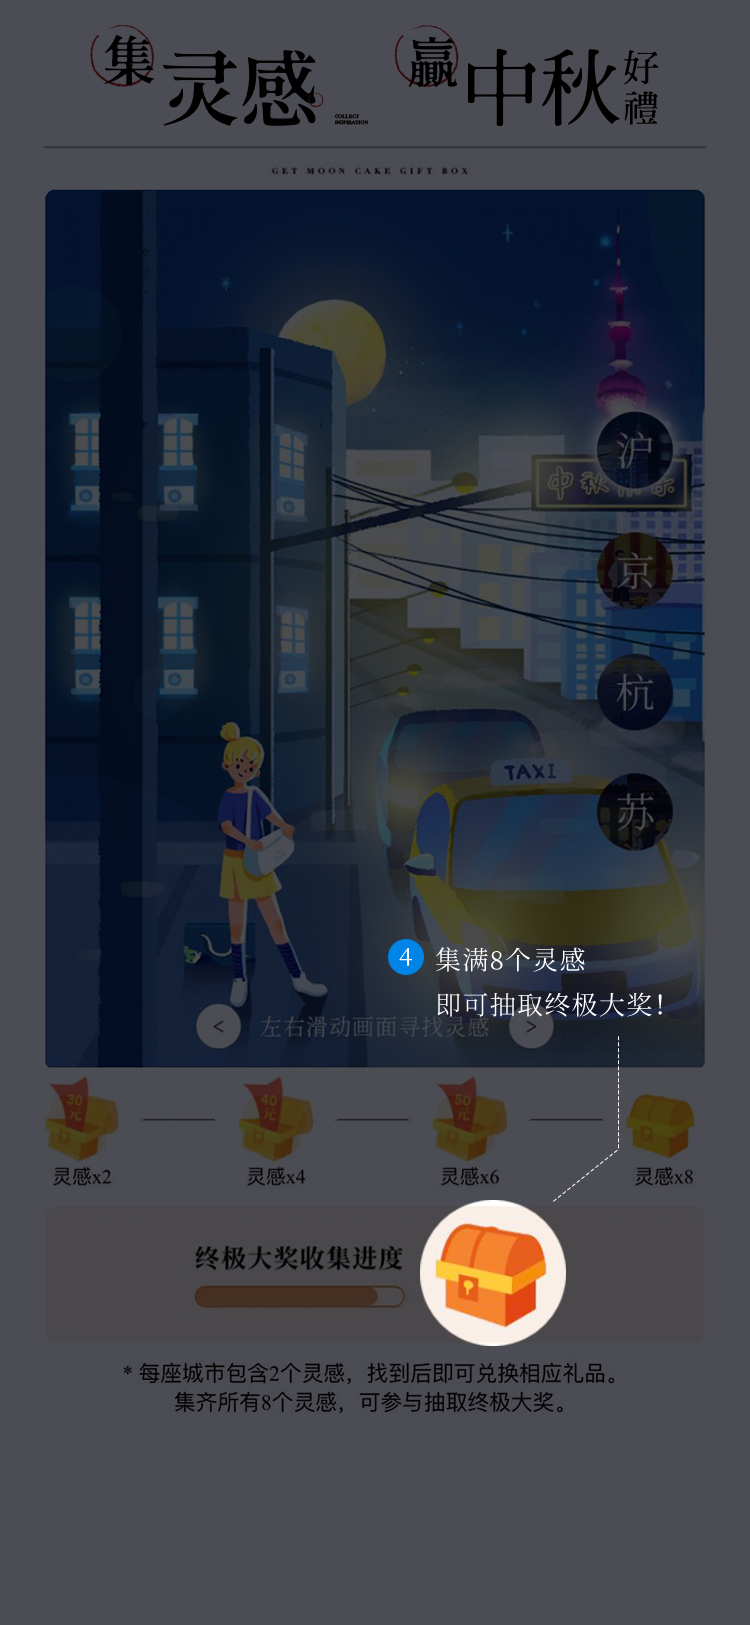 集灵感 赢中秋好禮
COLLECT
INSPIRATION
GET MOON CAKE GIFT BOX
沪
中秋
京
杭
TAXI
苏
4 集满8个灵感
即可抽取终极大奖！
< 左右滑动画面寻找灵感 >
30元 40元 50元
灵感x2 灵感x4 灵感x6 灵感x8
终极大奖收集进度
* 每座城市包含2个灵感，找到后即可兑换相应礼品。
集齐所有8个灵感，可参与抽取终极大奖。